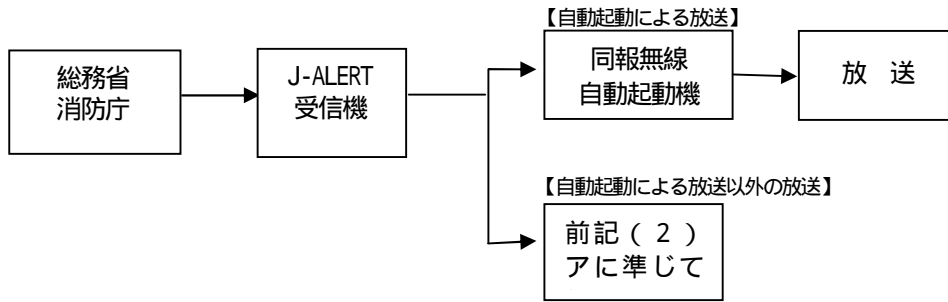 総務省
消防庁
J-ALERT
受信機
【自動起動による放送】
同報無線
自動起動機
放　送
【自動起動による放送以外の放送】
前記（２）
アに準じて